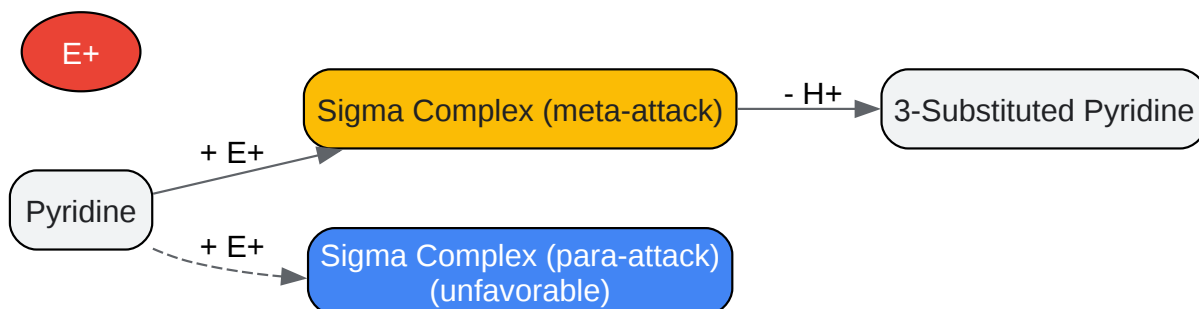 E+
Sigma Complex (meta-attack)
- H+
3-Substituted Pyridine
+ E+
Pyridine
+ E+
Sigma Complex (para-attack)
(unfavorable)